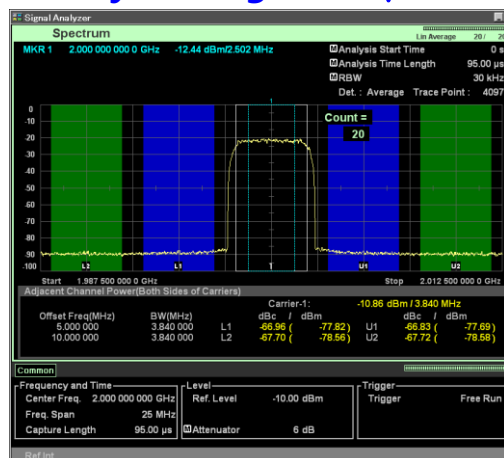 Signal Analyzer
Spectrum
Lin Average 20 / 20
MKR 1 2.000 000 000 0 GHz -12.44 dBm/2.502 MHz
M Analysis Start Time 0 s
M Analysis Time Length 95.00 µs
M RBW 30 kHz
Det. : Average Trace Point : 4097
Count =
20
0
-10
-20
-30
-40
-50
-60
-70
-80
-90
-100
L2 L1 T U1 U2
Start 1.987 500 000 0 GHz Stop 2.012 500 000 0 GHz
Adjacent Channel Power(Both Sides of Carriers)
Carrier-1: -10.86 dBm / 3.840 MHz
Offset Freq(MHz) BW(MHz) dBc / dBm dBc / dBm
5.000 000 3.840 000 L1 -66.96 ( -77.82 ) U1 -66.83 ( -77.69 )
10.000 000 3.840 000 L2 -67.70 ( -78.56 ) U2 -67.72 ( -78.58 )
Common
Frequency and Time Level Trigger
Center Freq. 2.000 000 000 GHz Ref. Level -10.00 dBm Trigger Free Run
Freq. Span 25 MHz
Capture Length 95.00 µs M Attenuator 6 dB
Ref.Int